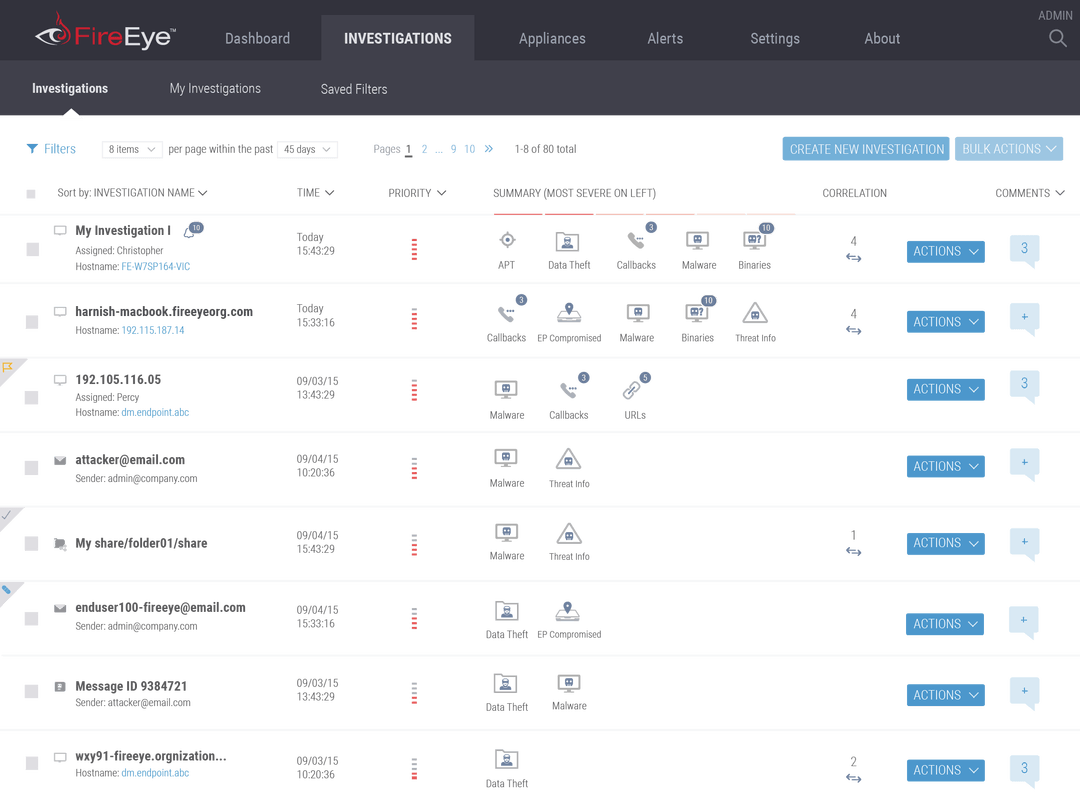 ADMIN
FireEye™
Dashboard
INVESTIGATIONS
Appliances
Alerts
Settings
About
Investigations
My Investigations
Saved Filters
Filters
8 items
per page within the past
45 days
Pages 1 2 ... 9 10 »
1-8 of 80 total
CREATE NEW INVESTIGATION
BULK ACTIONS
Sort by: INVESTIGATION NAME
TIME
PRIORITY
SUMMARY (MOST SEVERE ON LEFT)
CORRELATION
COMMENTS
My Investigation I
10
Assigned: Christopher
Hostname: FE-W7SP164-VIC
Today
15:43:29
APT
Data Theft
3
Callbacks
Malware
10
Binaries
4
ACTIONS
3
harnish-macbook.fireeyeorg.com
Hostname: 192.115.187.14
Today
15:33:16
3
Callbacks
EP Compromised
Malware
10
Binaries
Threat Info
4
ACTIONS
+
192.105.116.05
Assigned: Percy
Hostname: dm.endpoint.abc
09/03/15
13:43:29
Malware
3
Callbacks
5
URLs
ACTIONS
3
attacker@email.com
Sender: admin@company.com
09/04/15
10:20:36
Malware
Threat Info
ACTIONS
+
My share/folder01/share
09/04/15
15:43:29
Malware
Threat Info
1
ACTIONS
+
enduser100-fireeye@email.com
Sender: admin@company.com
09/04/15
15:33:16
Data Theft
EP Compromised
ACTIONS
+
Message ID 9384721
Sender: attacker@email.com
09/03/15
13:43:29
Data Theft
Malware
ACTIONS
+
wxy91-fireeye.orgnization...
Hostname: dm.endpoint.abc
09/03/15
10:20:36
Data Theft
2
ACTIONS
3